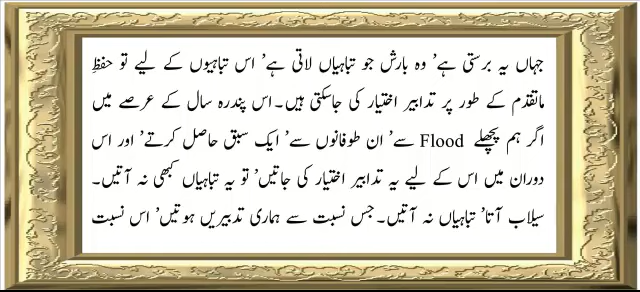 جہاں یہ برستی ہے’ وہ بارش جو تباہیاں لاتی ہے’ اس تباہیوں کے لیے تو حفظِ
ماتقدم کے طور پر تدابیر اختیار کی جاسکتی ہیں۔ اس پندرہ سال کے عرصے میں
اگر ہم پچھلے Flood سے’ ان طوفانوں سے’ ایک سبق حاصل کرتے’ اور اس
دوران میں اس کے لیے یہ تدابیر اختیار کی جاتیں’ تو یہ تباہیاں کبھی نہ آتیں۔
سیلاب آتا’ تباہیاں نہ آتیں۔ جس نسبت سے ہماری تدبیریں ہوتیں’ اس نسبت